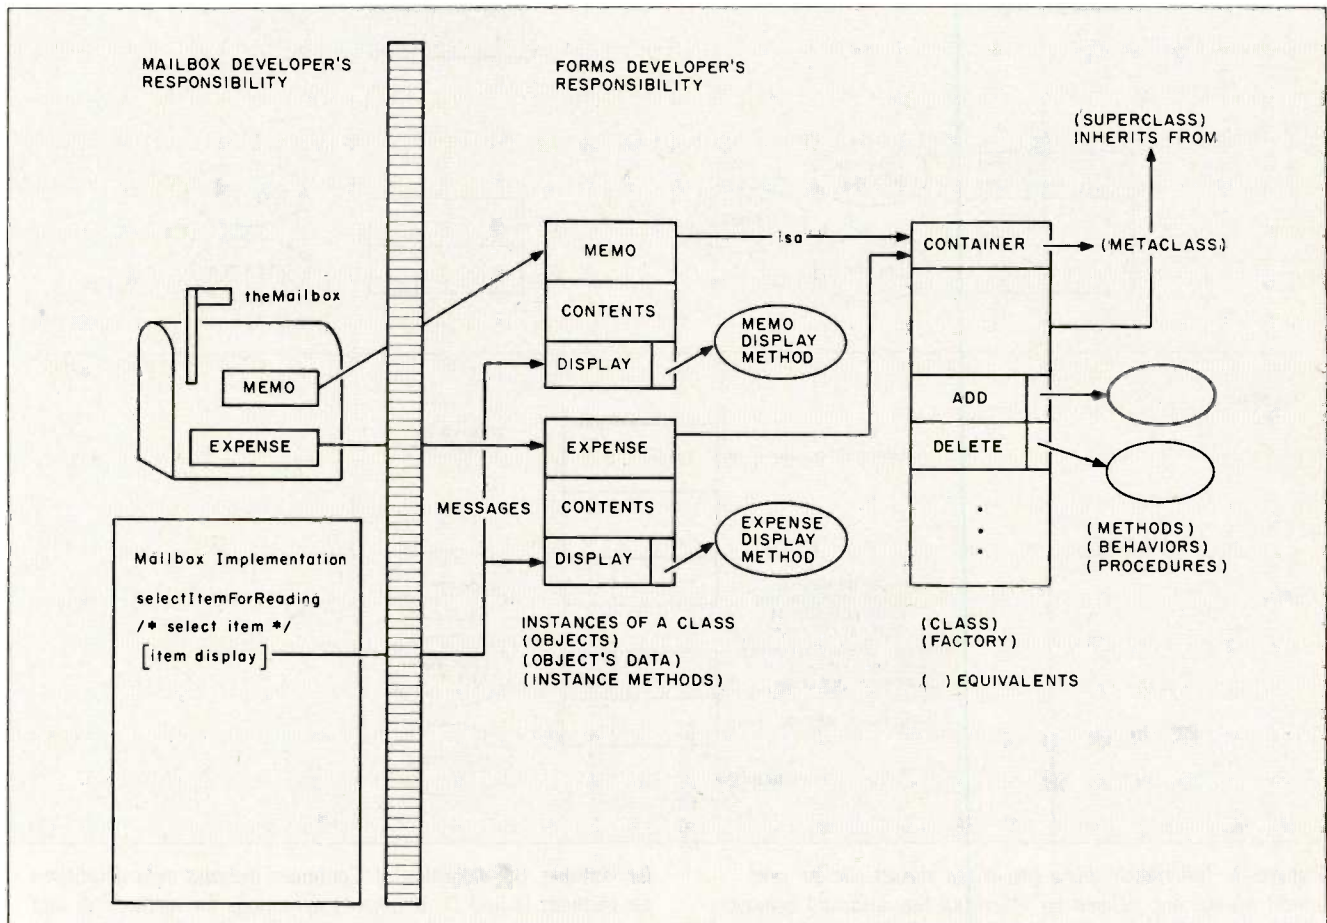 MAILBOX DEVELOPER'S
RESPONSIBILITY
FORMS DEVELOPER'S
RESPONSIBILITY
(SUPERCLASS)
INHERITS FROM
theMailbox
MEMO
EXPENSE
MEMO
CONTENTS
DISPLAY
MEMO
DISPLAY
METHOD
isa
CONTAINER
(METACLASS)
ADD
DELETE
MESSAGES
EXPENSE
CONTENTS
DISPLAY
EXPENSE
DISPLAY
METHOD
(METHODS)
(BEHAVIORS)
(PROCEDURES)
Mailbox Implementation
selectItemForReading
/* select item */
[item display]
INSTANCES OF A CLASS
(OBJECTS)
(OBJECT'S DATA)
(INSTANCE METHODS)
(CLASS)
(FACTORY)
( ) EQUIVALENTS